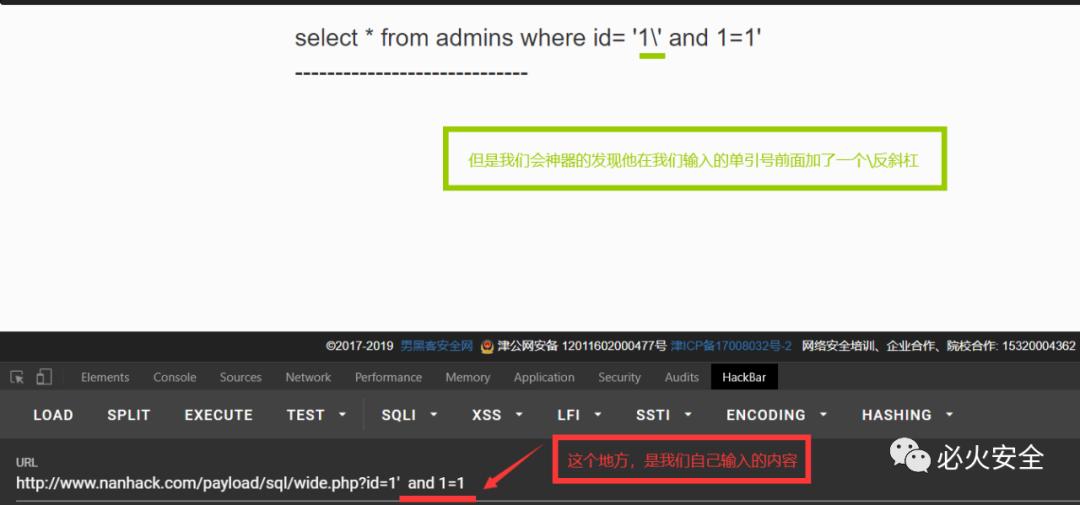 select * from admins where id= '1\' and 1=1'
------------------------------
但是我们会神器的发现他在我们输入的单引号前面加了一个\反斜杠
©2017-2019 男黑客安全网 津公网安备 12011602000477号 津ICP备17008032号-2 网络安全培训、企业合作、院校合作: 15320004362
Elements Console Sources Network Performance Memory Application Security Audits HackBar
LOAD SPLIT EXECUTE TEST SQLI XSS LFI SSTI ENCODING HASHING
这个地方，是我们自己输入的内容
必火安全
URL
http://www.nanhack.com/payload/sql/wide.php?id=1' and 1=1